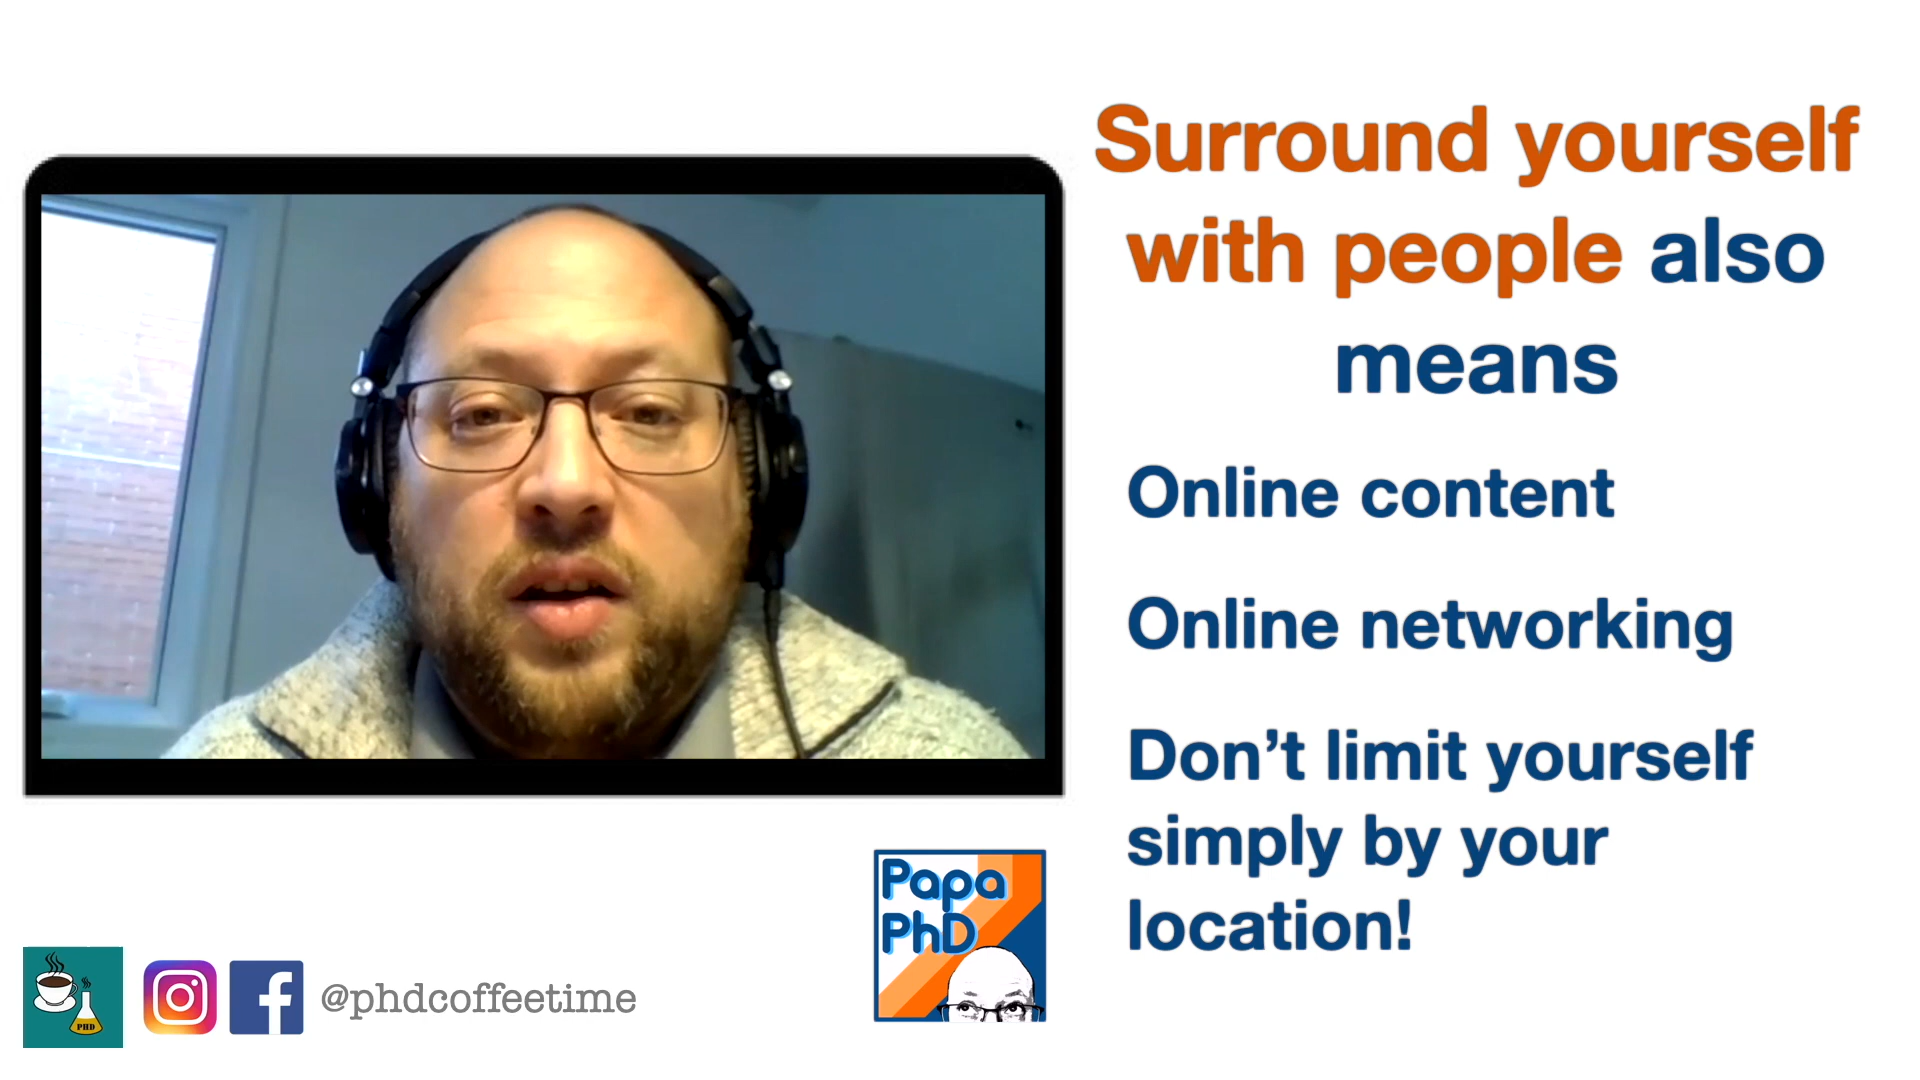 Surround yourself
with people also
means
Online content
Online networking
Don’t limit yourself
simply by your
location!
Papa
PhD
PHD
@phdcoffeetime